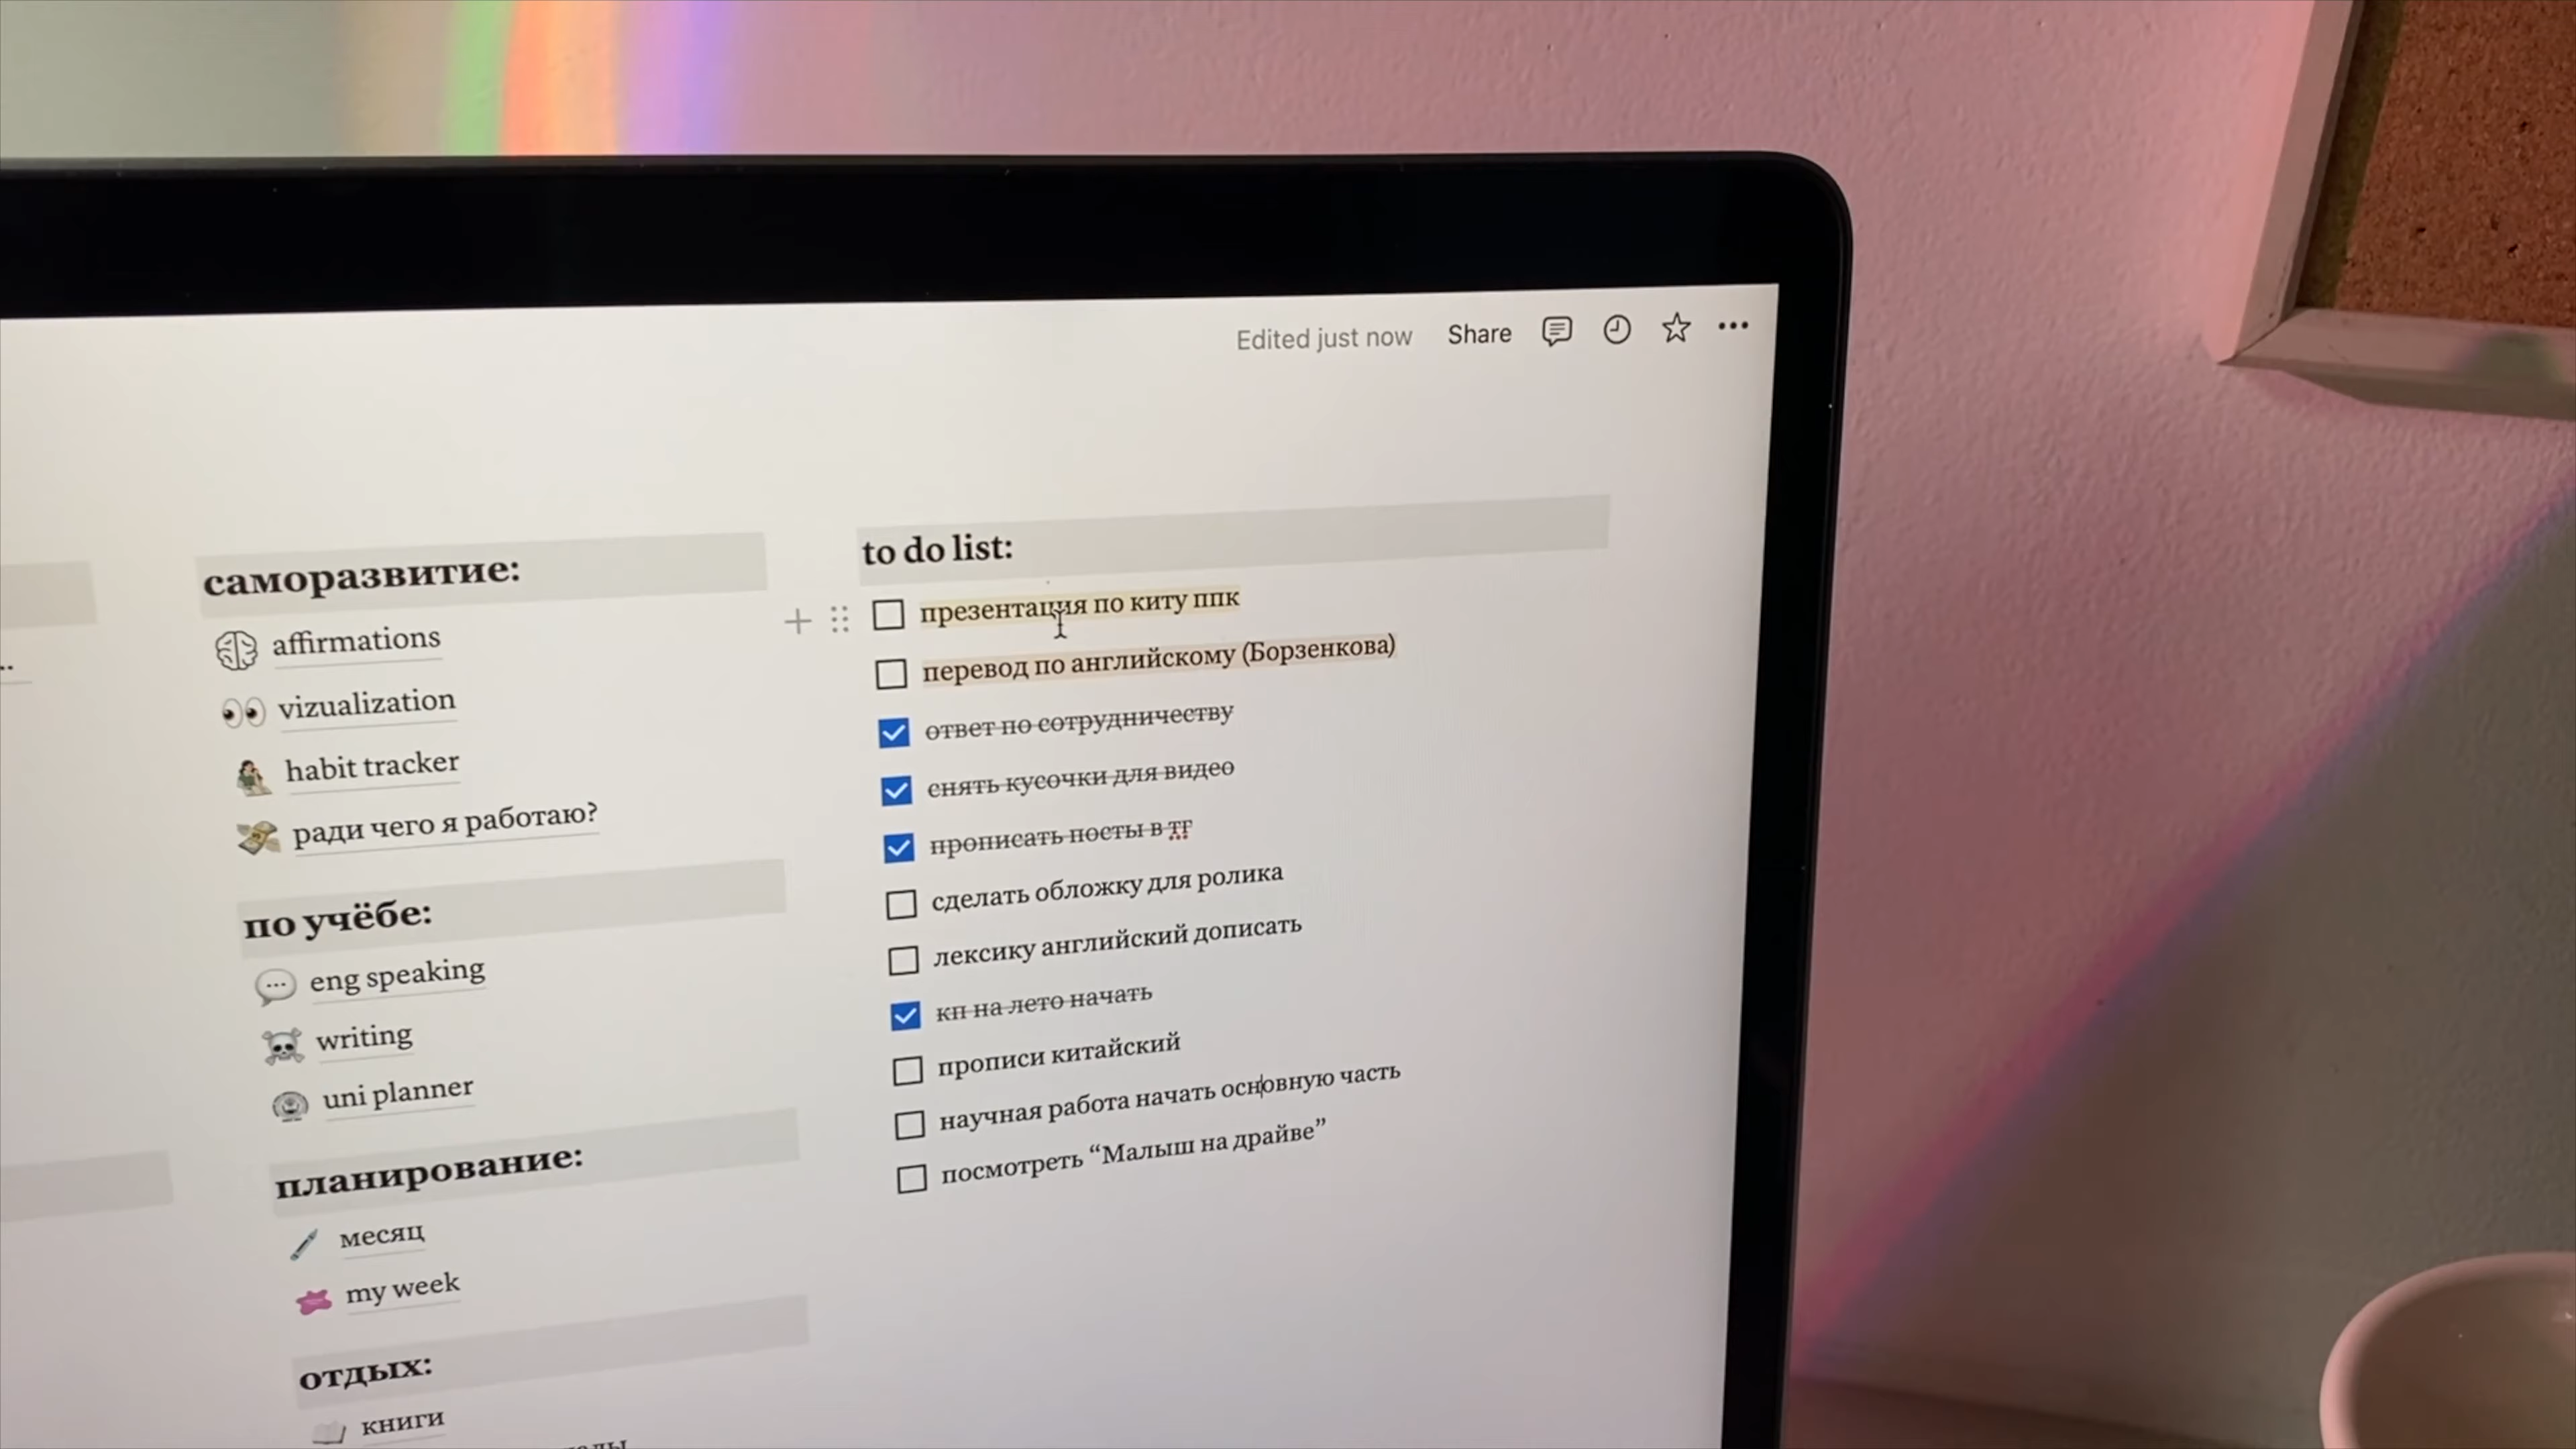 Edited just now Share
саморазвитие:
affirmations
vizualization
habit tracker
ради чего я работаю?
по учёбе:
eng speaking
writing
uni planner
планирование:
месяц
my week
отдых:
книги
to do list:
презентация по киту ппк
перевод по английскому (Борзенкова)
ответ по сотрудничеству
снять кусочки для видео
прописать посты в тг
сделать обложку для ролика
лексику английский дописать
кп на лето начать
прописи китайский
научная работа начать основную часть
посмотреть “Малыш на драйве”